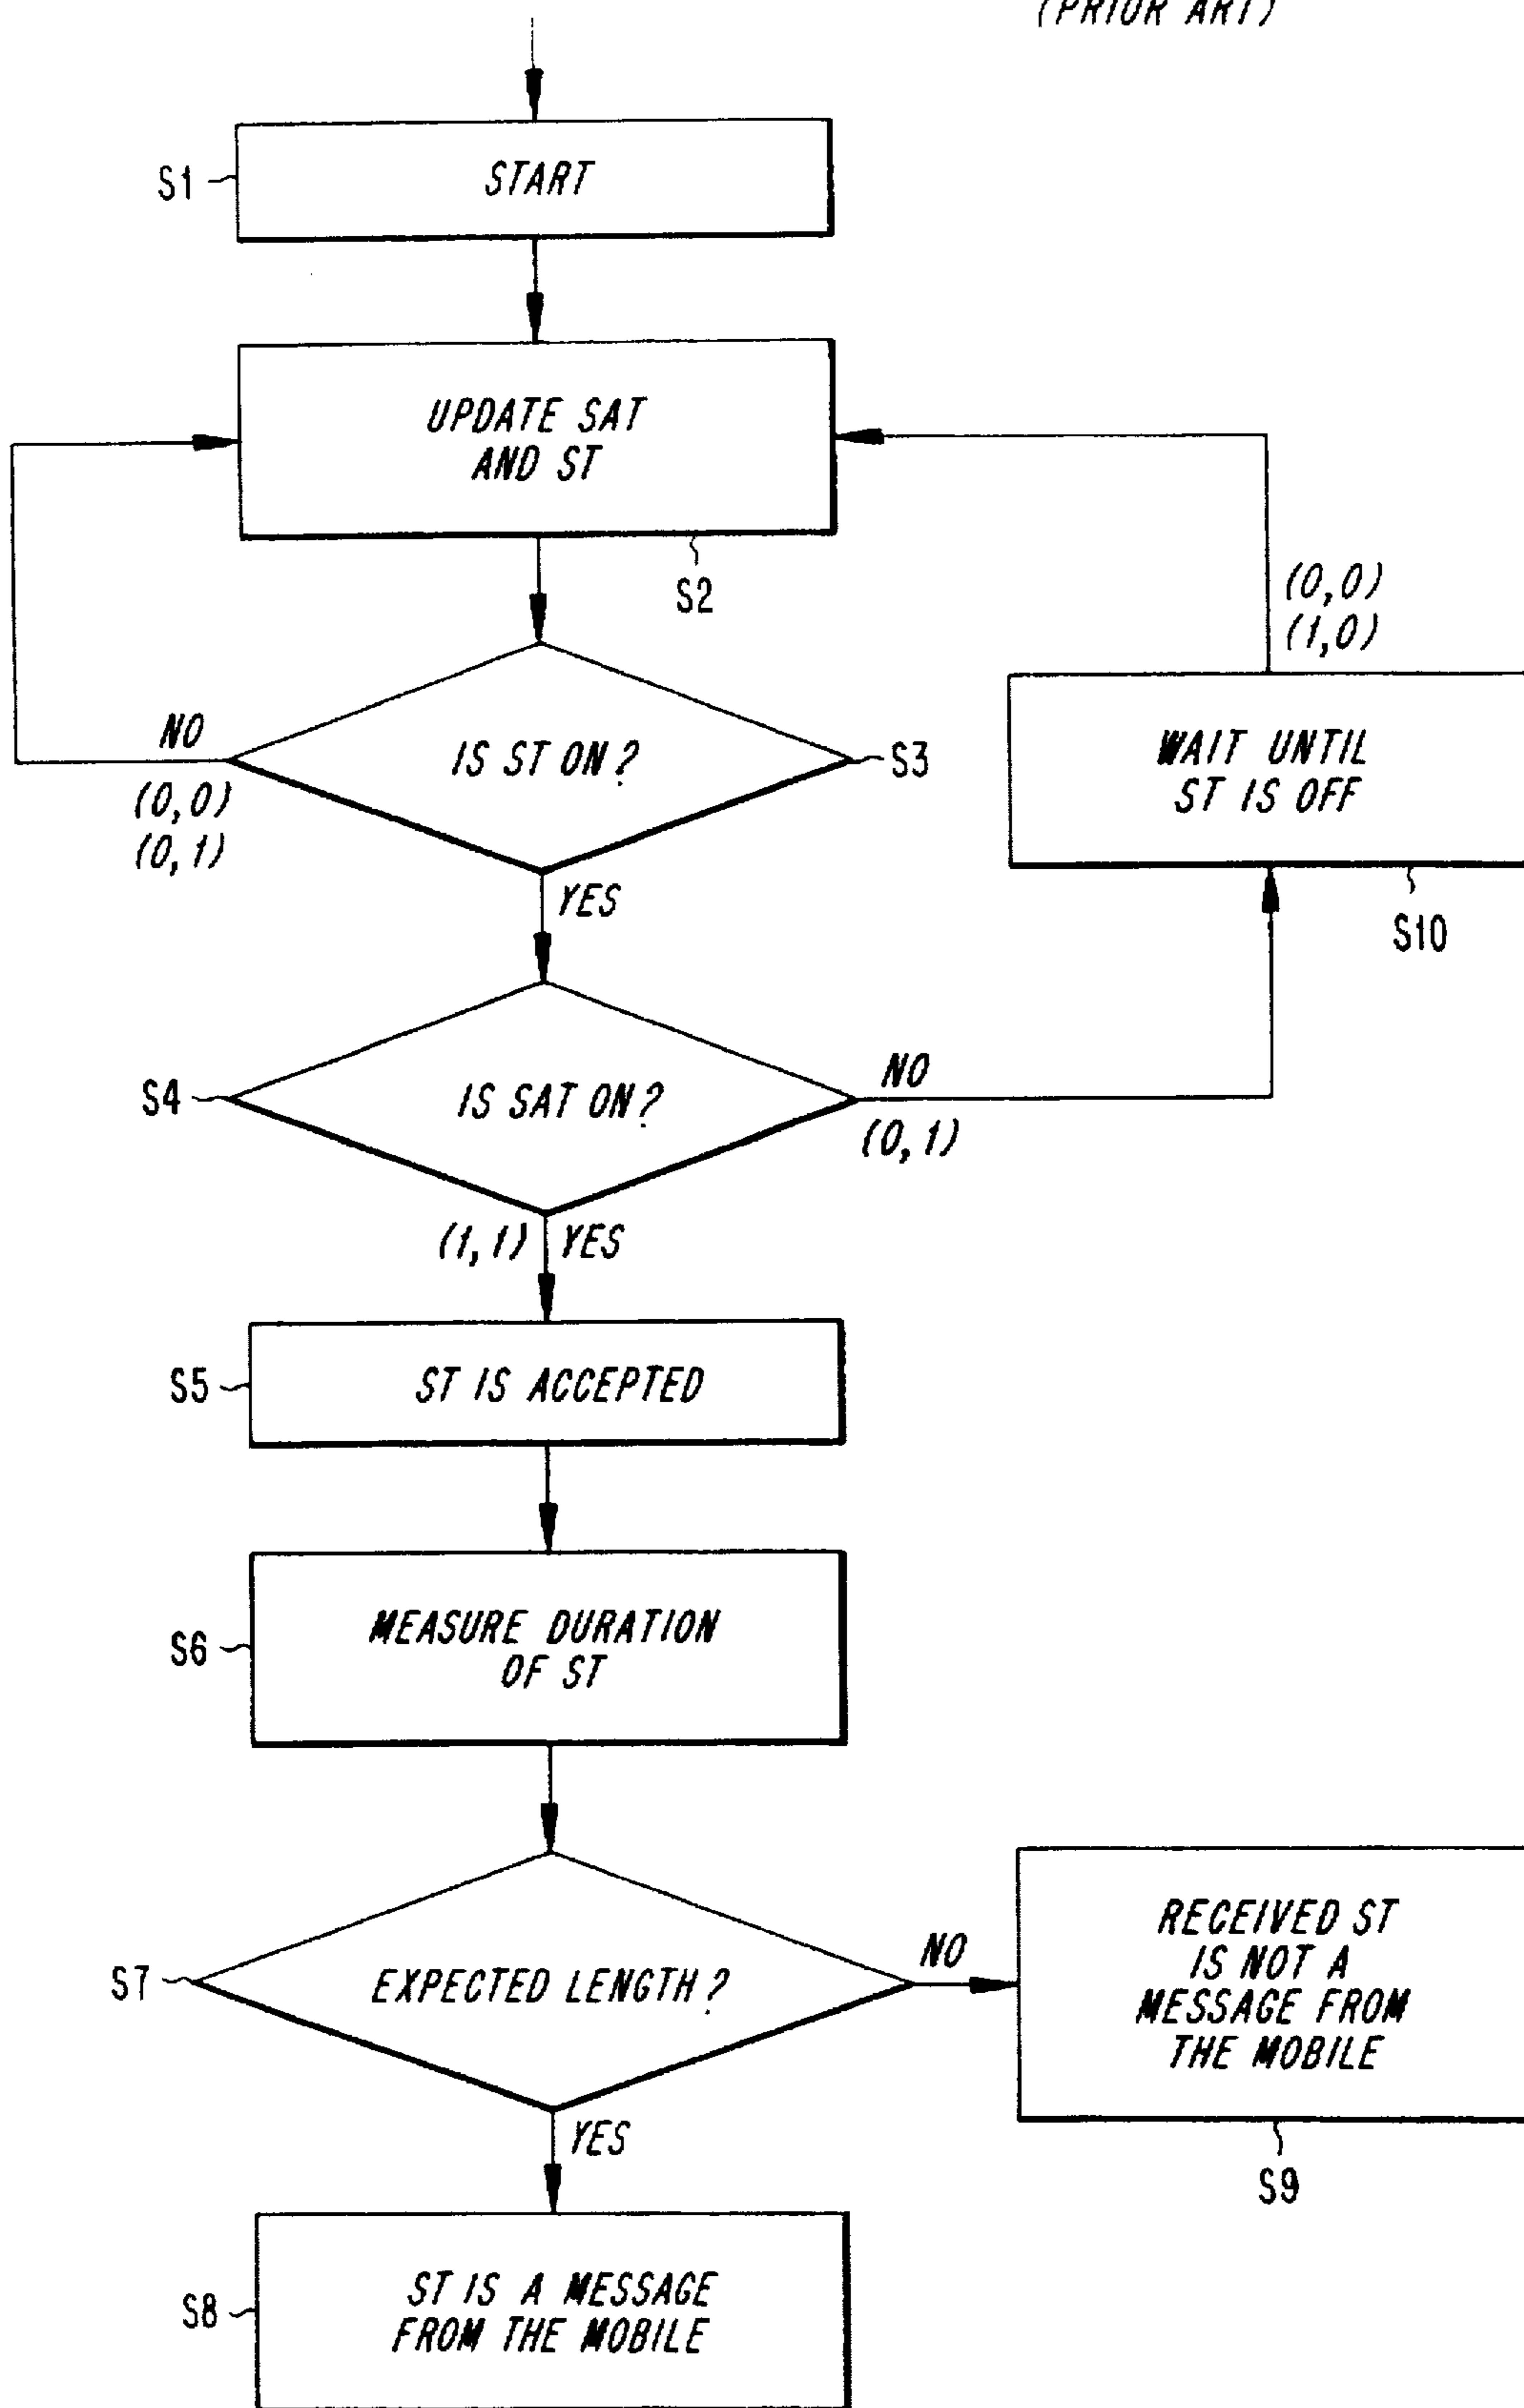 (PRIOR ART)
S1
START
UPDATE SAT
AND ST
S2
(0,0)
(1,0)
NO
(0,0)
(0,1)
IS ST ON?
S3
WAIT UNTIL
ST IS OFF
S10
YES
S4
IS SAT ON?
NO
(0,1)
(1,1) YES
S5
ST IS ACCEPTED
S6
MEASURE DURATION
OF ST
S7
EXPECTED LENGTH?
NO
RECEIVED ST
IS NOT A
MESSAGE FROM
THE MOBILE
S9
YES
S8
ST IS A MESSAGE
FROM THE MOBILE